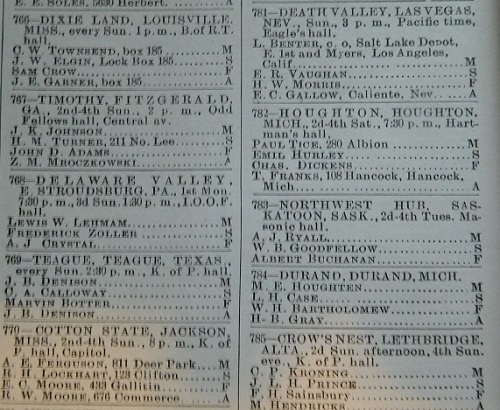 E. E. SOLES, 5630 Herbert. A
766—DIXIE LAND, LOUISVILLE,
MISS., every Sun. 1 p. m., B. of R. T.
hall.
C. W. TOWNSEND, box 185 M
J. W. ELGIN, Lock Box 185 S
SAM CROW F
J. E. GARNER, box 185 A
767—TIMOTHY, FITZGERALD,
GA., 2nd-4th Sun., 2 p. m., Odd
Fellows hall, Central av.
J. K. JOHNSON M
H. M. TURNER, 211 No. Lee S
JOHN D. ADAMS F
Z. M. MROCZROWSKI A
768—DELAWARE VALLEY,
E. STROUDSBURG, PA., 1st Mon.
7:30 p. m., 3d Sun. 1:30 p. m., I.O.O.F.
hall.
LEWIS W. LEHMAM M
FREDERICK ZOLLER S
A. J. CRYSTAL F
769—TEAGUE, TEAGUE, TEXAS,
every Sun. 2:30 p. m., K. of P. hall.
J. B. DENISON M
C. A. CALLOWAY S
MARVIN BOTTER F
J. B. DENISON A
770—COTTON STATE, JACKSON,
MISS., 2nd-4th Sun., 8 p. m., K. of
P. hall, Capitol.
A. E. FERGUSON, 811 Deer Park M
R. H. LOCKHART, 123 Clifton S
E. C. MOORE, 433 Gallitin F
R. W. MOORE, 676 Commerce A
781—DEATH VALLEY, LAS VEGAS,
NEV., Sun., 3 p. m., Pacific time,
Eagle's hall.
L. BENTER, c. o. Salt Lake Depot,
E. 1st and Myers, Los Angeles,
Calif M
E. R. VAUGHAN S
H. W. MORRIS F
E. C. GALLOW, Caliente, Nev. A
782—HOUGHTON, HOUGHTON,
MICH., 2d-4th Sat., 7:30 p. m., Hart-
man's hall.
PAUL TICE, 280 Albion M
EMIL HURLEY S
CHAS. DICKENS F
T. FRANKS, 108 Hancock, Hancock,
Mich A
783—NORTHWEST HUB, SAS-
KATOON, SASK., 2d-4th Tues. Ma-
sonic hall.
A. J. RYALL M
W. B. GOODFELLOW S
ALBERT BUCHANAN F
784—DURAND, DURAND, MICH.
M. E. HOUGHTEN M
J. H. CASE S
W. H. BARTHOLOMEW F
H. B. GRAY A
785—CROW'S NEST, LETHBRIDGE,
ALTA., 2d Sun. afternoon, 4th Sun.
eve., K. of P. hall.
C. P. KRONING M
J. L. H. PRINCE S
F. H. Sainsbury F
M. HENDRICKS A